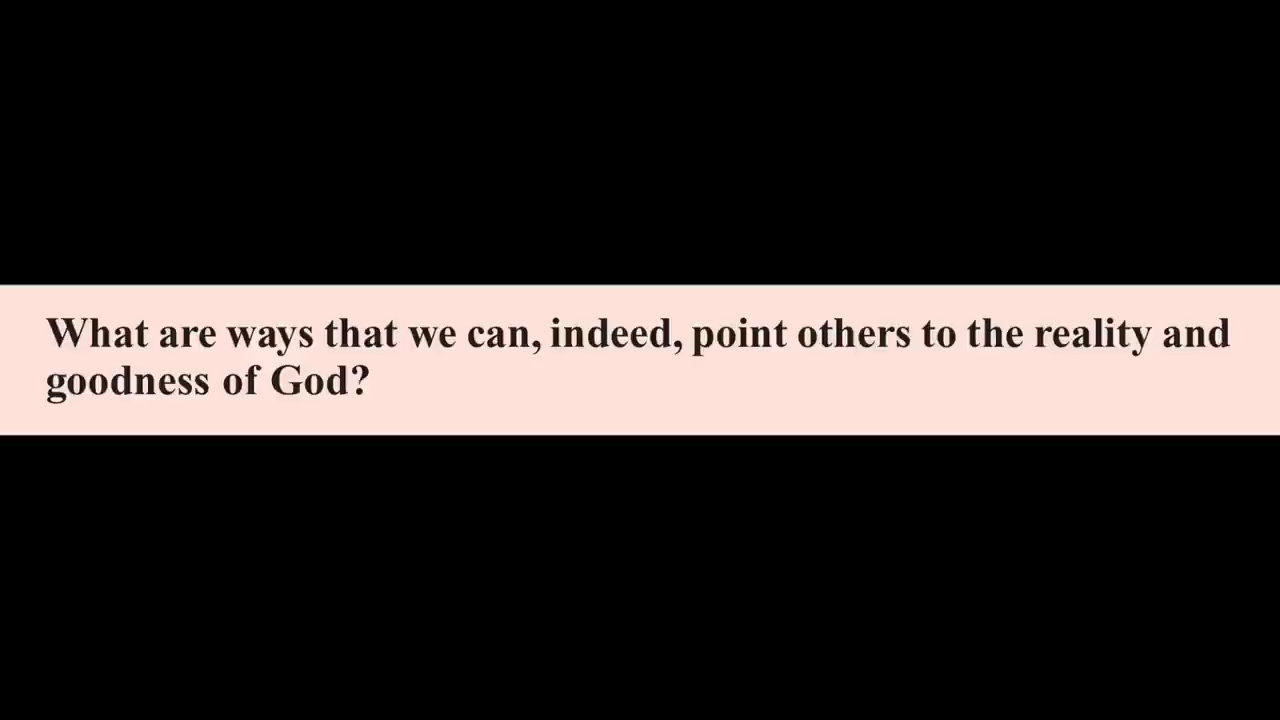 What are ways that we can, indeed, point others to the reality and
goodness of God?